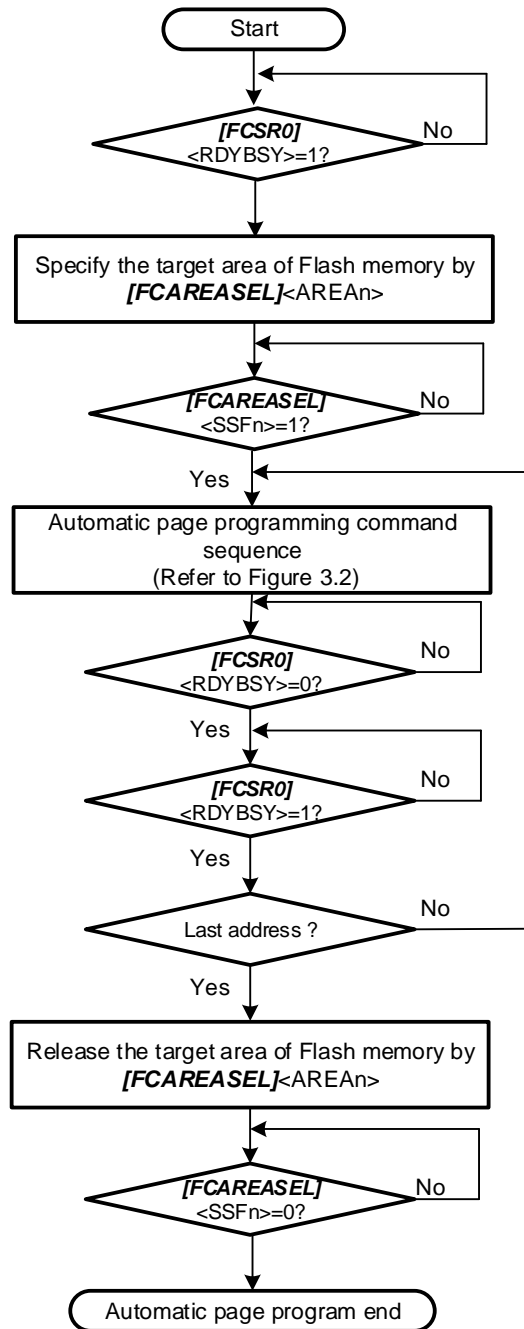 Start
[FCSR0]
<RDYBSY>=1?
No
Specify the target area of Flash memory by
[FCAREASEL]<AREAn>
[FCAREASEL]
<SSFn>=1?
No
Yes
Automatic page programming command
sequence
(Refer to Figure 3.2)
[FCSR0]
<RDYBSY>=0?
No
Yes
[FCSR0]
<RDYBSY>=1?
No
Yes
Last address ?
No
Yes
Release the target area of Flash memory by
[FCAREASEL]<AREAn>
[FCAREASEL]
<SSFn>=0?
No
Automatic page program end